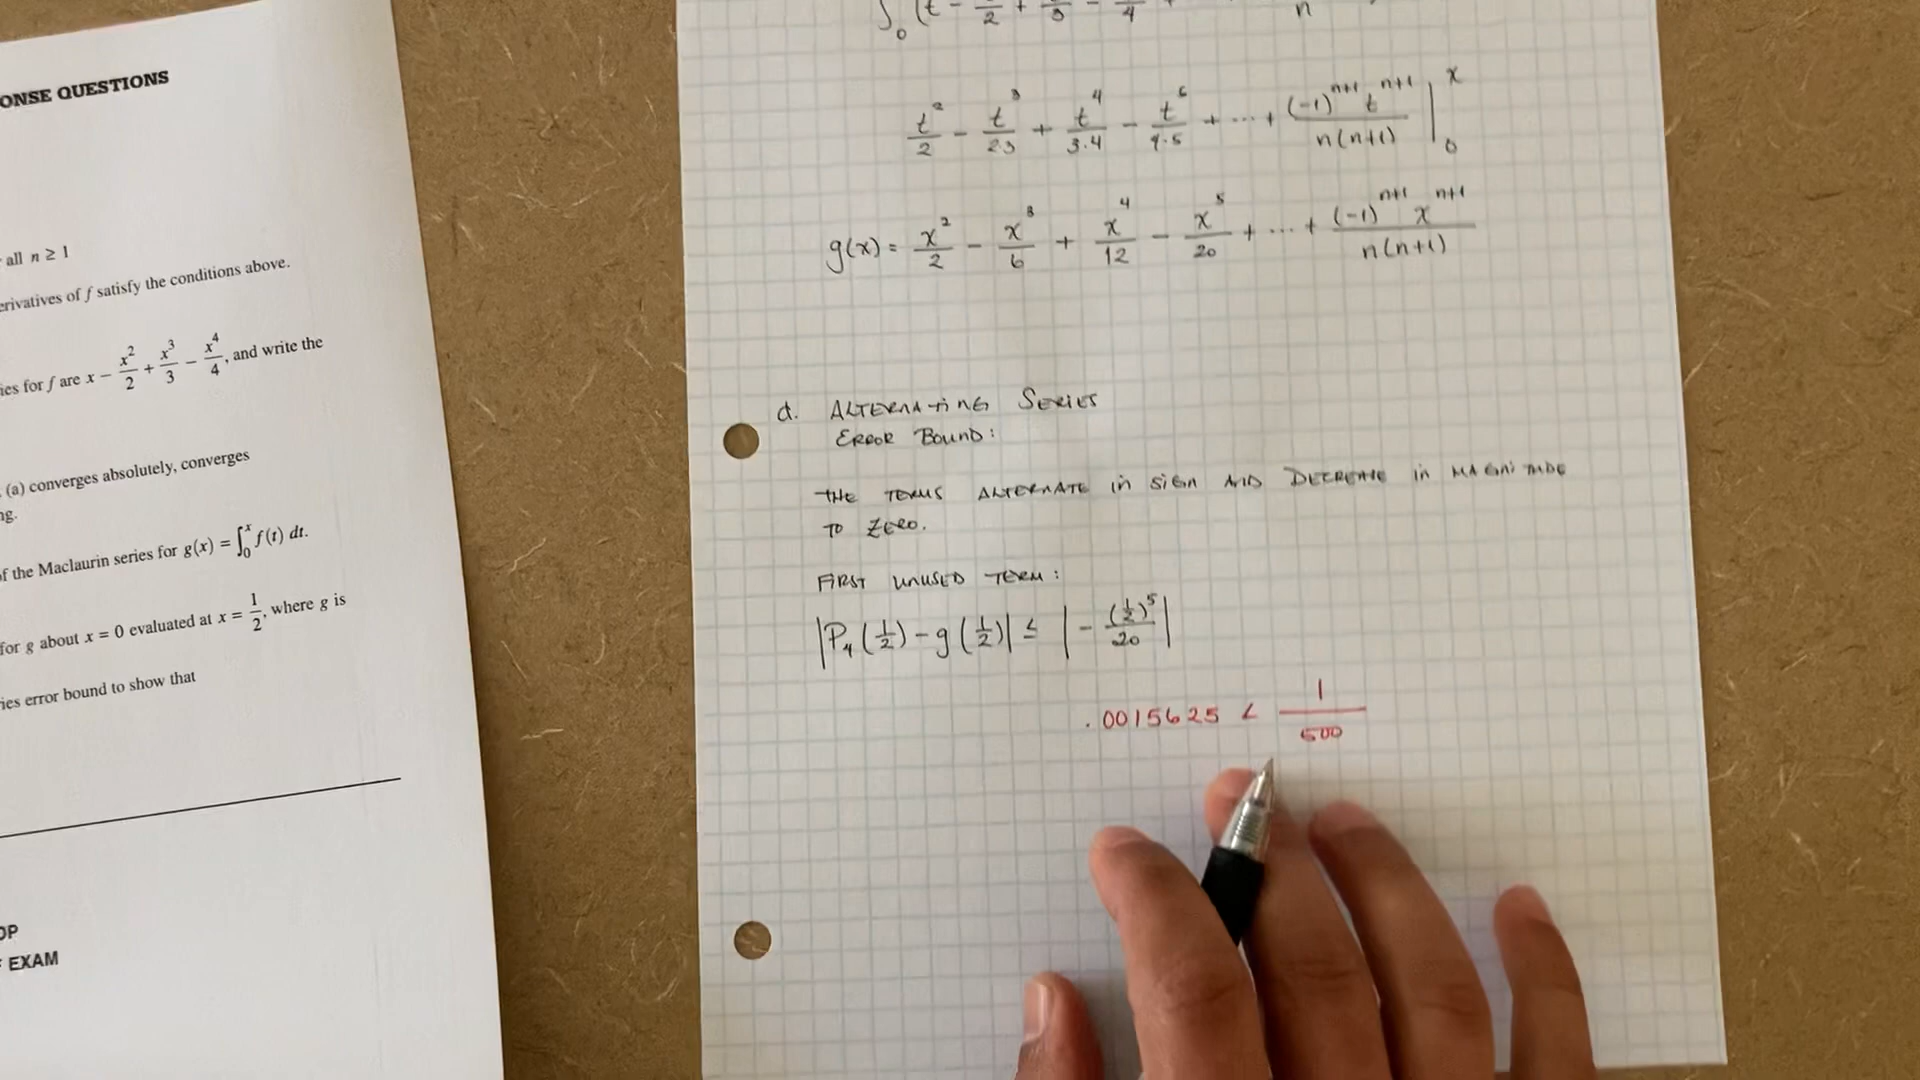 ONSE QUESTIONS
all n ≥ 1
erivatives of f satisfy the conditions above.
ies for f are x − x²/2 + x³/3 − x⁴/4, and write the
(a) converges absolutely, converges
ng.
of the Maclaurin series for g(x) = ∫₀ˣ f(t) dt.
for g about x = 0 evaluated at x = 1/2, where g is
ies error bound to show that
OP
EXAM
∫₀ (t − /2 + /3 − /4 + n
t²/2 − t³/2·3 + t⁴/3·4 − t⁵/4·5 + ⋯ + (-1)ⁿ⁺¹ tⁿ⁺¹/n(n+1) |₀ˣ
g(x) = x²/2 − x³/6 + x⁴/12 − x⁵/20 + ⋯ + (-1)ⁿ⁺¹ xⁿ⁺¹/n(n+1)
d. ALTERNATING SERIES
ERROR BOUND:
THE TERMS ALTERNATE IN SIGN AND DECREASE IN MAGNITUDE
TO ZERO.
FIRST UNUSED TERM:
|P₄(1/2) − g(1/2)| ≤ |− (1/2)⁵/20|
.0015625 < 1/500